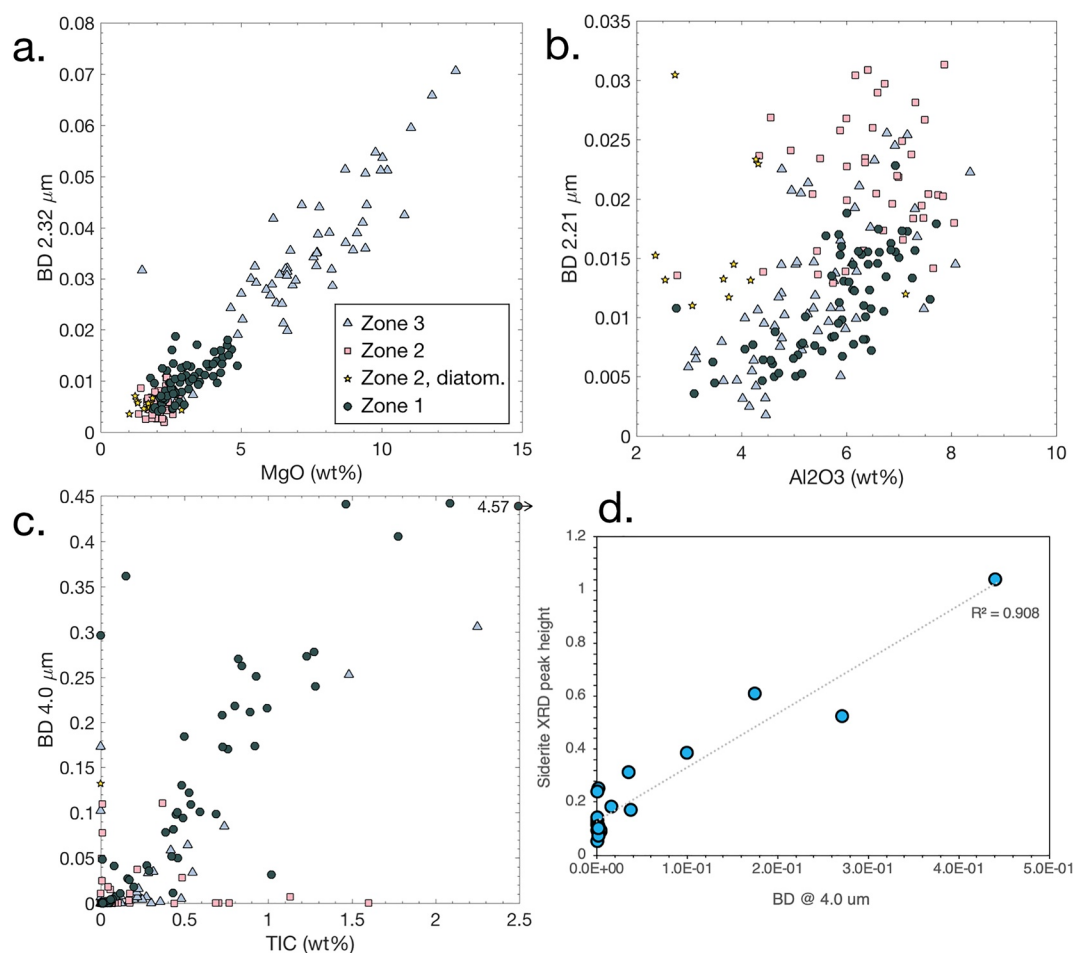 a.
0.08
0.07
0.06
0.05
0.04
0.03
0.02
0.01
0
BD 2.32 μm
0 5 10 15
MgO (wt%)
Zone 3
Zone 2
Zone 2, diatom.
Zone 1
b.
0.035
0.03
0.025
0.02
0.015
0.01
0.005
0
BD 2.21 μm
2 4 6 8 10
Al2O3 (wt%)
c.
0.45
0.4
0.35
0.3
0.25
0.2
0.15
0.1
0.05
0
BD 4.0 μm
4.57
0 0.5 1 1.5 2 2.5
TIC (wt%)
d.
1.2
1
0.8
0.6
0.4
0.2
0
Siderite XRD peak height
R² = 0.908
0.0E+00 1.0E-01 2.0E-01 3.0E-01 4.0E-01 5.0E-01
BD @ 4.0 um